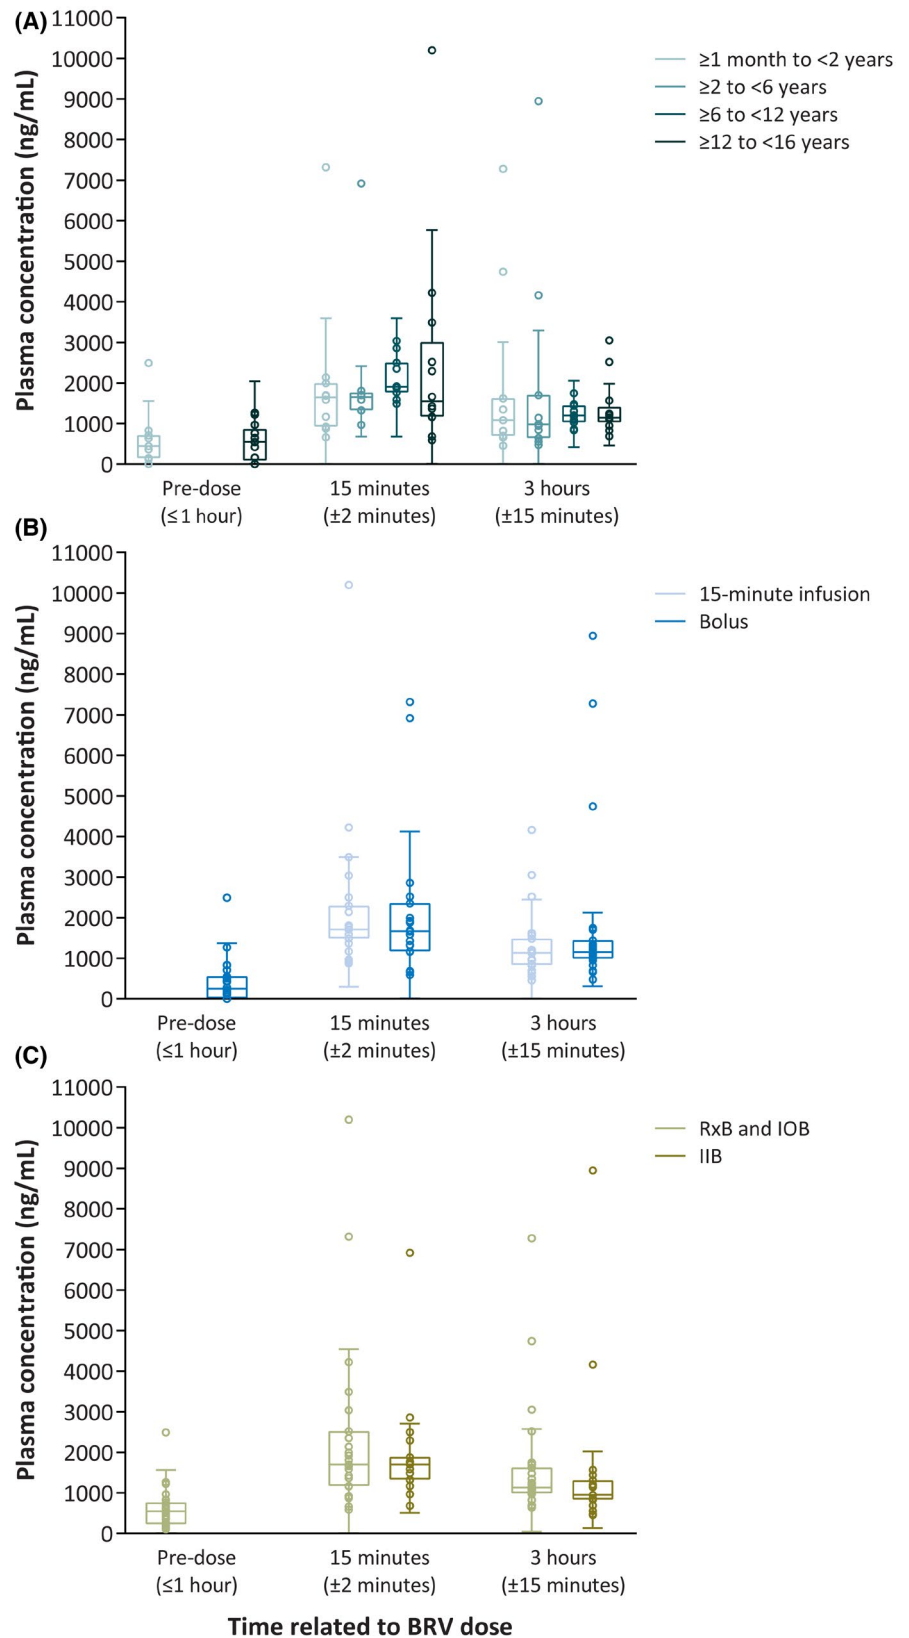 (A)
Plasma concentration (ng/mL)
11000
10000
9000
8000
7000
6000
5000
4000
3000
2000
1000
0
≥1 month to <2 years
≥2 to <6 years
≥6 to <12 years
≥12 to <16 years
Pre-dose
(≤ 1 hour)
15 minutes
(±2 minutes)
3 hours
(±15 minutes)
(B)
Plasma concentration (ng/mL)
11000
10000
9000
8000
7000
6000
5000
4000
3000
2000
1000
0
15-minute infusion
Bolus
Pre-dose
(≤1 hour)
15 minutes
(±2 minutes)
3 hours
(±15 minutes)
(C)
Plasma concentration (ng/mL)
11000
10000
9000
8000
7000
6000
5000
4000
3000
2000
1000
0
RxB and IOB
IIB
Pre-dose
(≤1 hour)
15 minutes
(±2 minutes)
3 hours
(±15 minutes)
Time related to BRV dose